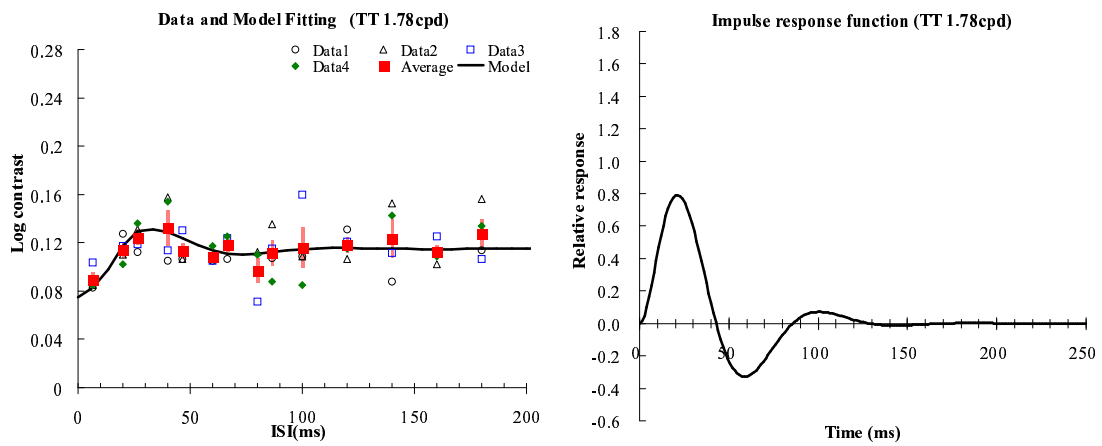 Data and Model Fitting (TT 1.78cpd)
0.28
0.24
0.2
0.16
0.12
0.08
0.04
0
Log contrast
Data1 Data2 Data3
Data4 Average Model
0 50 100 150 200
ISI(ms)
Impulse response function (TT 1.78cpd)
1.8
1.6
1.4
1.2
1.0
0.8
0.6
0.4
0.2
0.0
-0.2
-0.4
-0.6
Relative response
0 50 100 150 200 250
Time (ms)